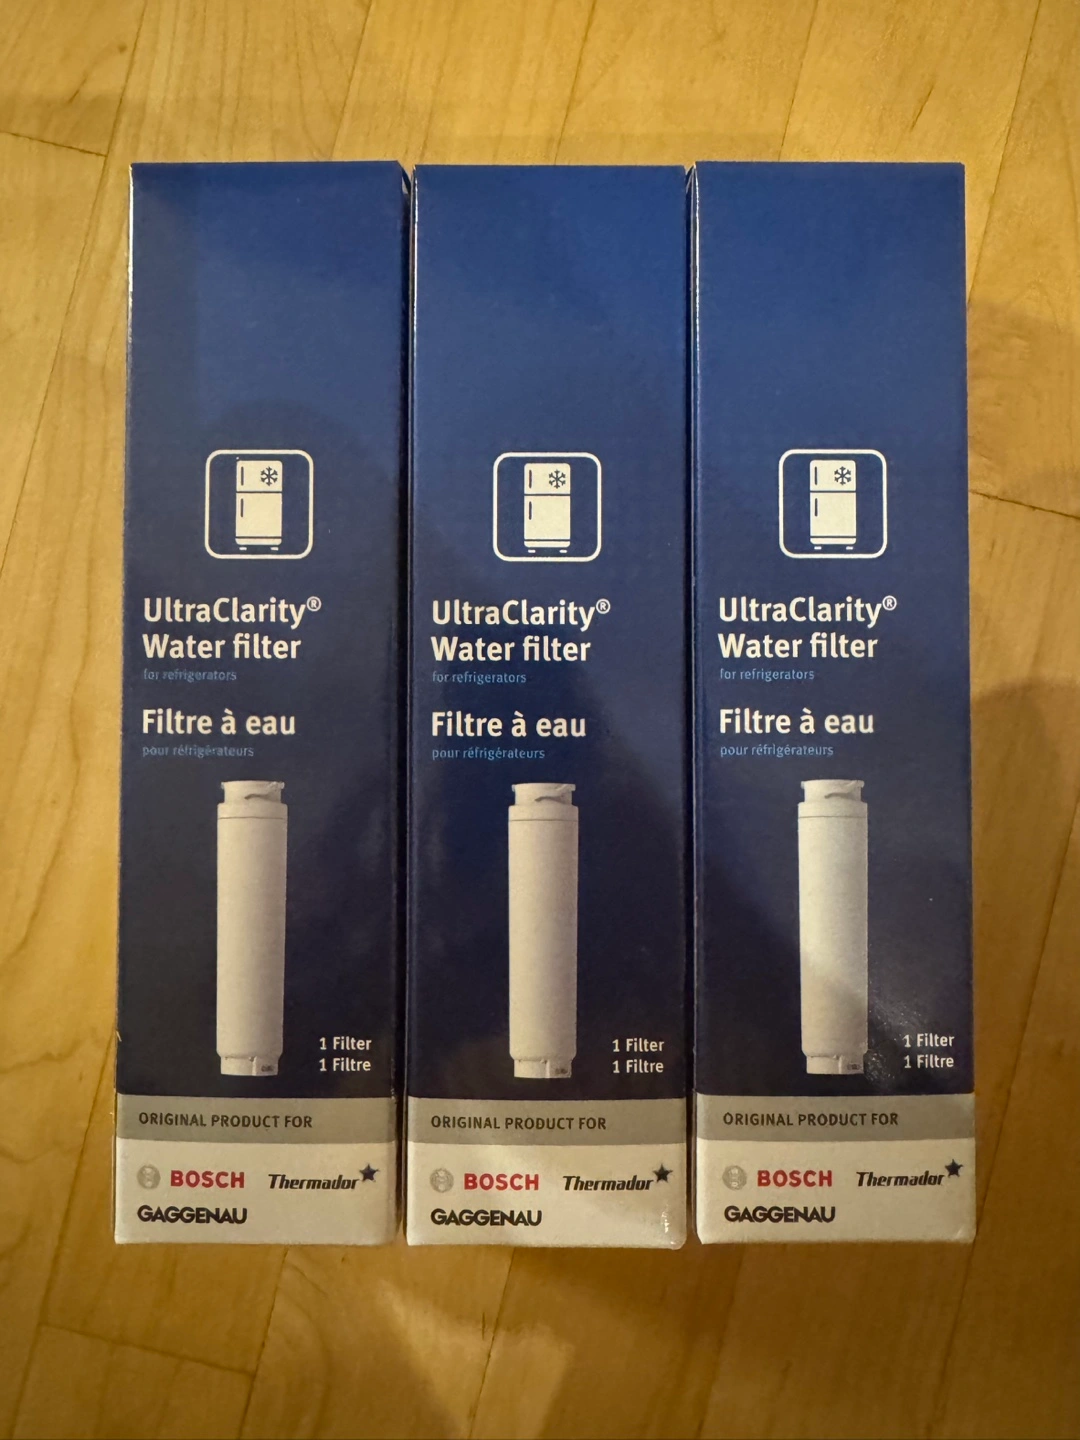 UltraClarity®
Water filter
for refrigerators
Filtre à eau
pour réfrigérateurs
1 Filter
1 Filtre
ORIGINAL PRODUCT FOR
BOSCH Thermador
GAGGENAU
UltraClarity®
Water filter
for refrigerators
Filtre à eau
pour réfrigérateurs
1 Filter
1 Filtre
ORIGINAL PRODUCT FOR
BOSCH Thermador
GAGGENAU
UltraClarity®
Water filter
for refrigerators
Filtre à eau
pour réfrigérateurs
1 Filter
1 Filtre
ORIGINAL PRODUCT FOR
BOSCH Thermador
GAGGENAU